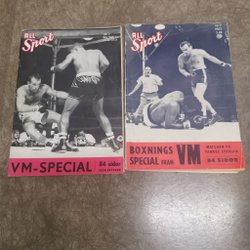 ALL
Sport
VM-SPECIAL
84 sidor
ALL
Sport
BOXNINGS
SPECIAL FRÅN VM
84 SIDOR